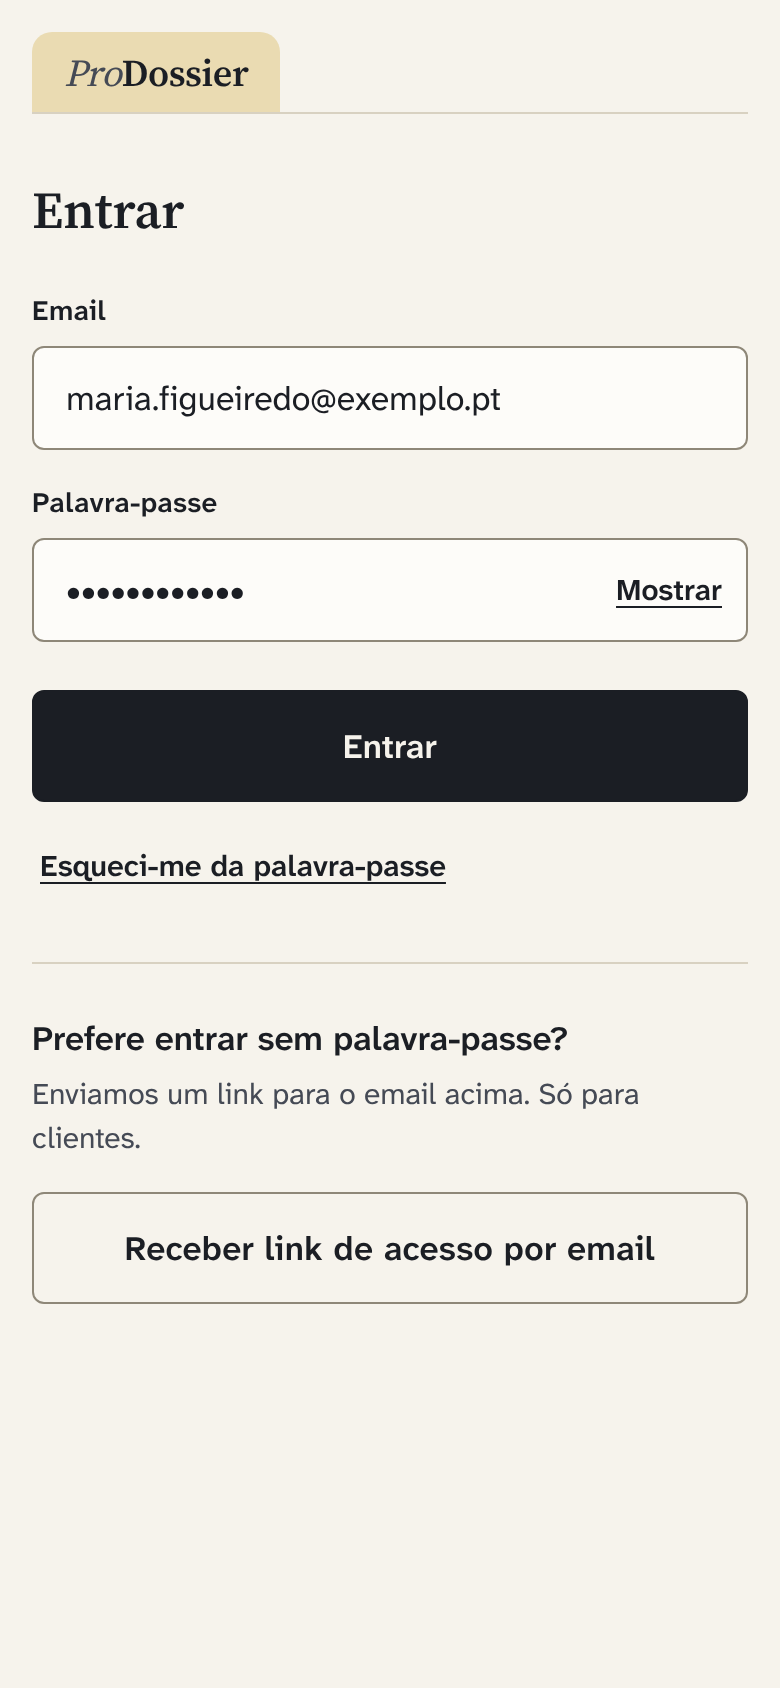 ProDossier
Entrar
Email
maria.figueiredo@exemplo.pt
Palavra-passe
••••••••••••
Mostrar
Entrar
Esqueci-me da palavra-passe
Prefere entrar sem palavra-passe?
Enviamos um link para o email acima. Só para
clientes.
Receber link de acesso por email